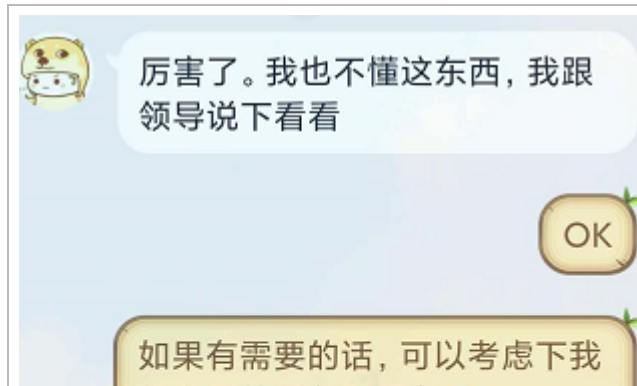 厉害了。我也不懂这东西，我跟
领导说下看看
OK
如果有需要的话，可以考虑下我